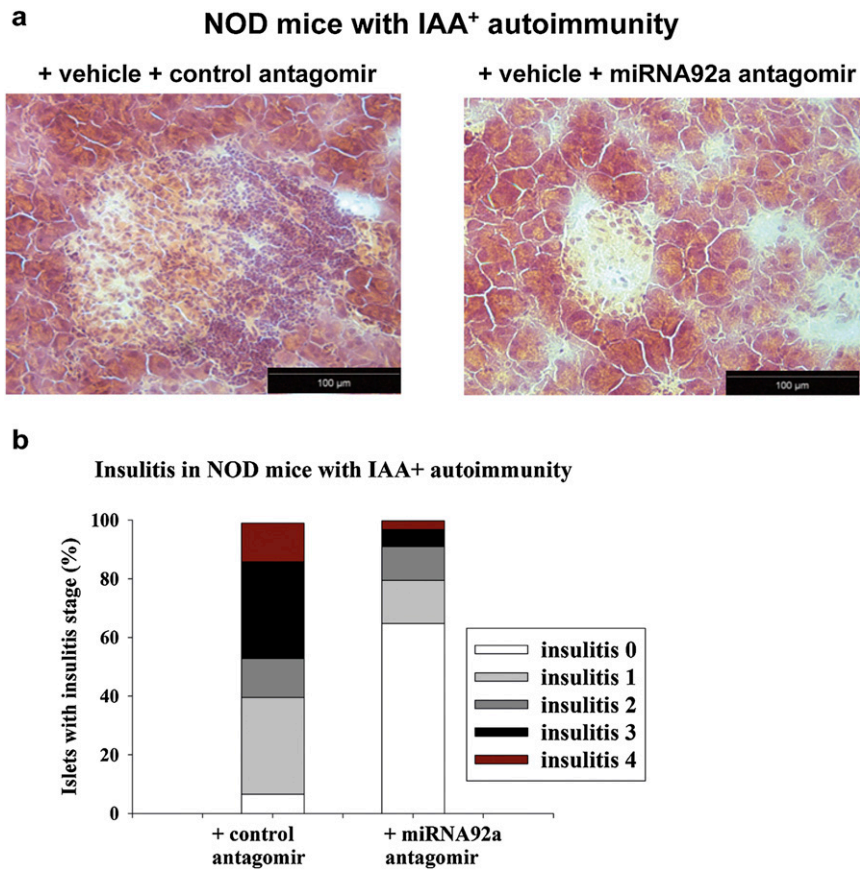 a
NOD mice with IAA⁺ autoimmunity
+ vehicle + control antagomir
+ vehicle + miRNA92a antagomir
100 µm
100 µm
b
Insulitis in NOD mice with IAA+ autoimmunity
Islets with insulitis stage (%)
100
80
60
40
20
0
+ control
antagomir
+ miRNA92a
antagomir
insulitis 0
insulitis 1
insulitis 2
insulitis 3
insulitis 4